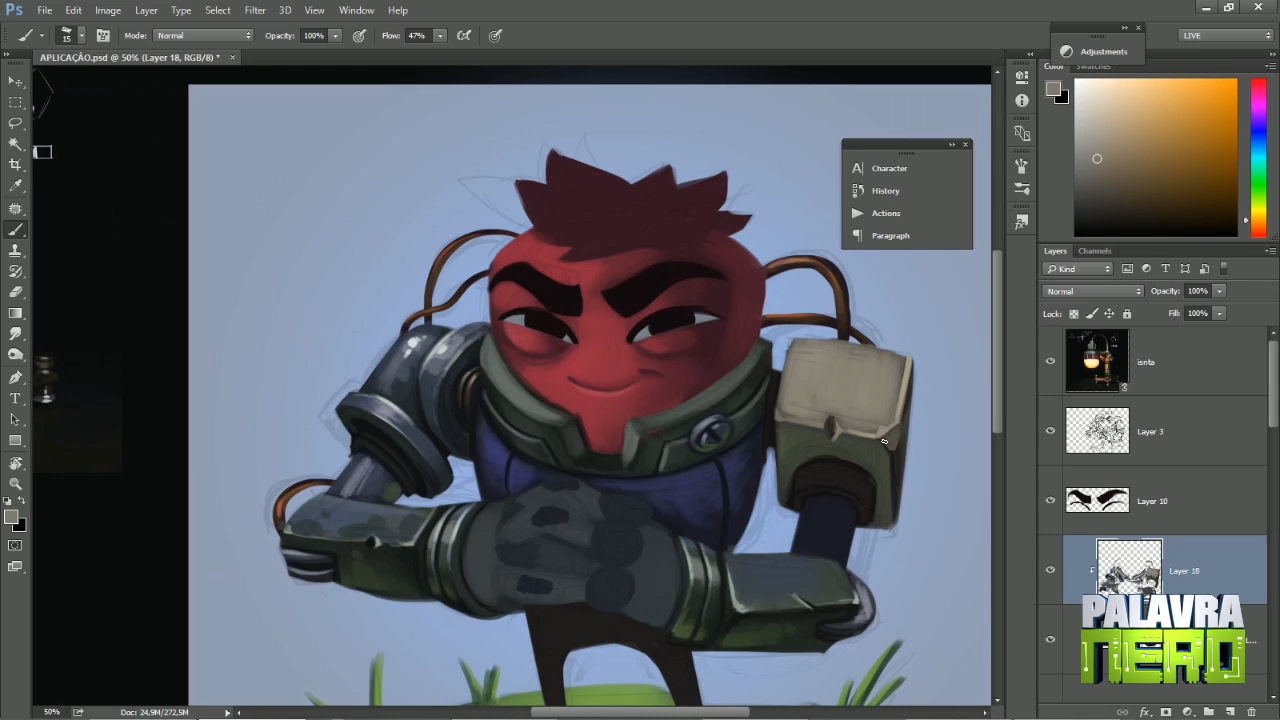 Ps File Edit Image Layer Type Select Filter 3D View Window Help
15 Mode: Normal Opacity: 100% Flow: 47% LIVE
APLICAÇÃO.psd @ 50% (Layer 18, RGB/8) * ×
Adjustments
Color Swatches
Character
History
Actions
Paragraph
Layers Channels
Kind
Normal Opacity: 100%
Lock: Fill: 100%
isnta
Layer 3
Layer 10
Layer 18
L...
PALAVRA
NERD
50% Doc: 24,9M/272,5M